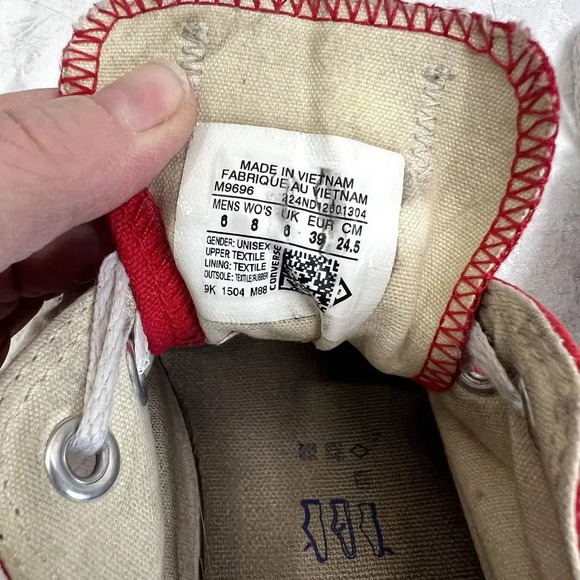 MADE IN VIETNAM
FABRIQUE AU VIETNAM
M9696 224ND12601304
MENS WO'S UK EUR CM
6 8 6 39 24.5
GENDER: UNISEX
UPPER TEXTILE
LINING: TEXTILE
OUTSOLE: TEXTILE/RUBBER
9K 1504 M88
CONVERSE